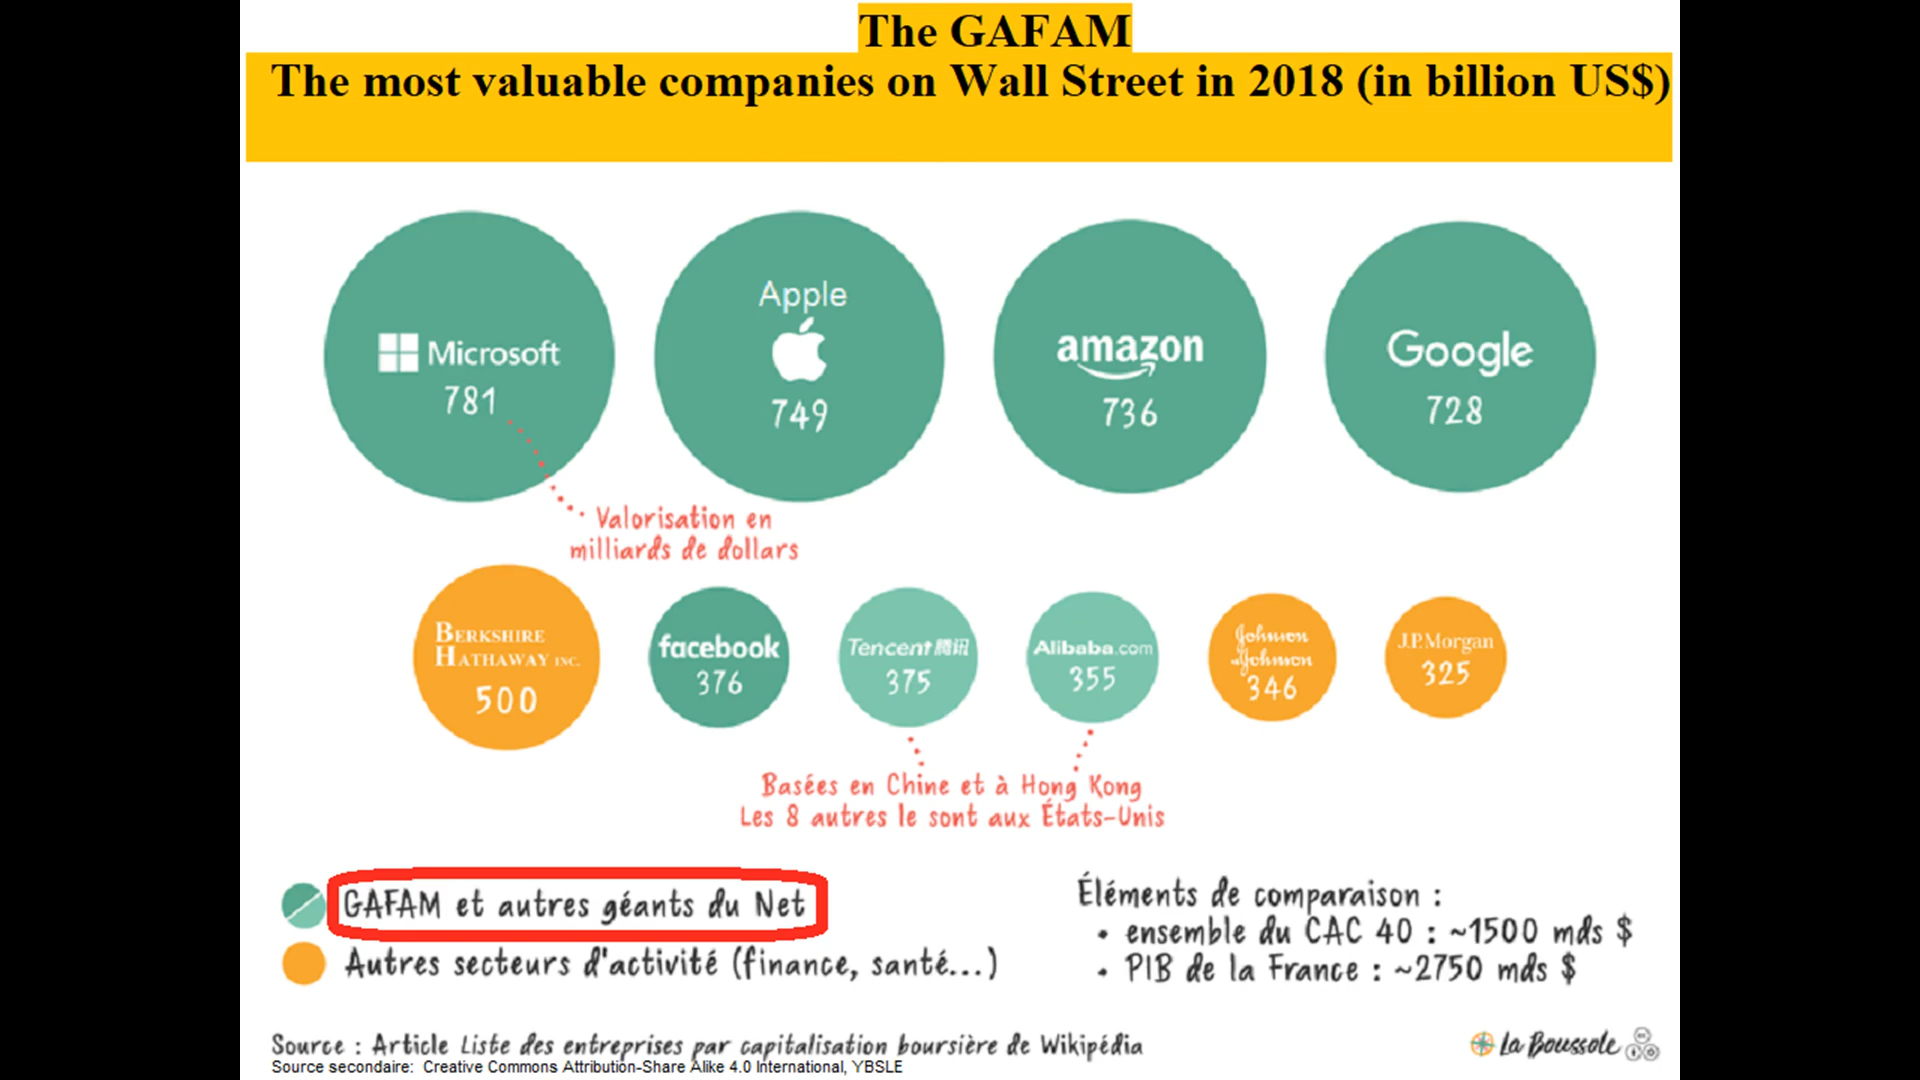 The GAFAM
The most valuable companies on Wall Street in 2018 (in billion US$)
Microsoft
781
Apple
749
amazon
736
Google
728
Valorisation en
milliards de dollars
BERKSHIRE
HATHAWAY INC.
500
facebook
376
Tencent 腾讯
375
Alibaba.com
355
Johnson
&Johnson
346
J.P.Morgan
325
Basées en Chine et à Hong Kong
Les 8 autres le sont aux États-Unis
GAFAM et autres géants du Net
Autres secteurs d'activité (finance, santé...)
Éléments de comparaison :
• ensemble du CAC 40 : ~1500 mds $
• PIB de la France : ~2750 mds $
Source : Article Liste des entreprises par capitalisation boursière de Wikipédia
Source secondaire: Creative Commons Attribution-Share Alike 4.0 International, YBSLE
La Boussole